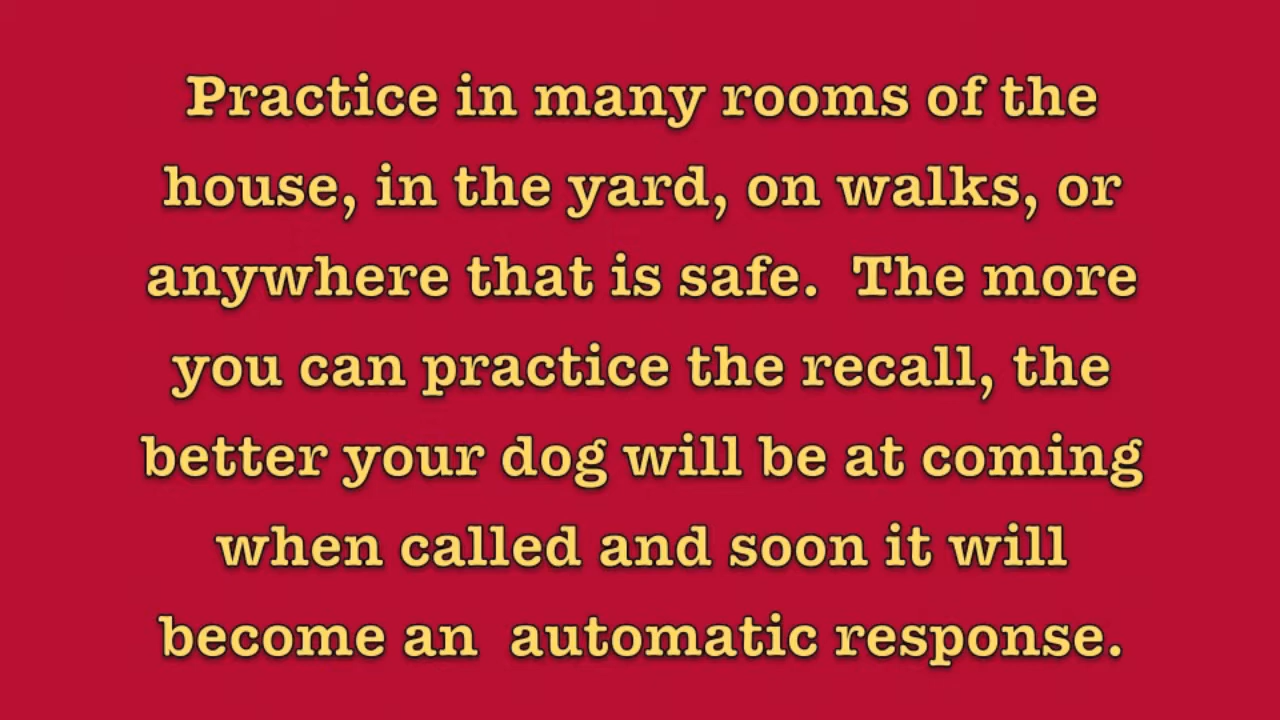 Practice in many rooms of the
house, in the yard, on walks, or
anywhere that is safe.  The more
you can practice the recall, the
better your dog will be at coming
when called and soon it will
become an  automatic response.